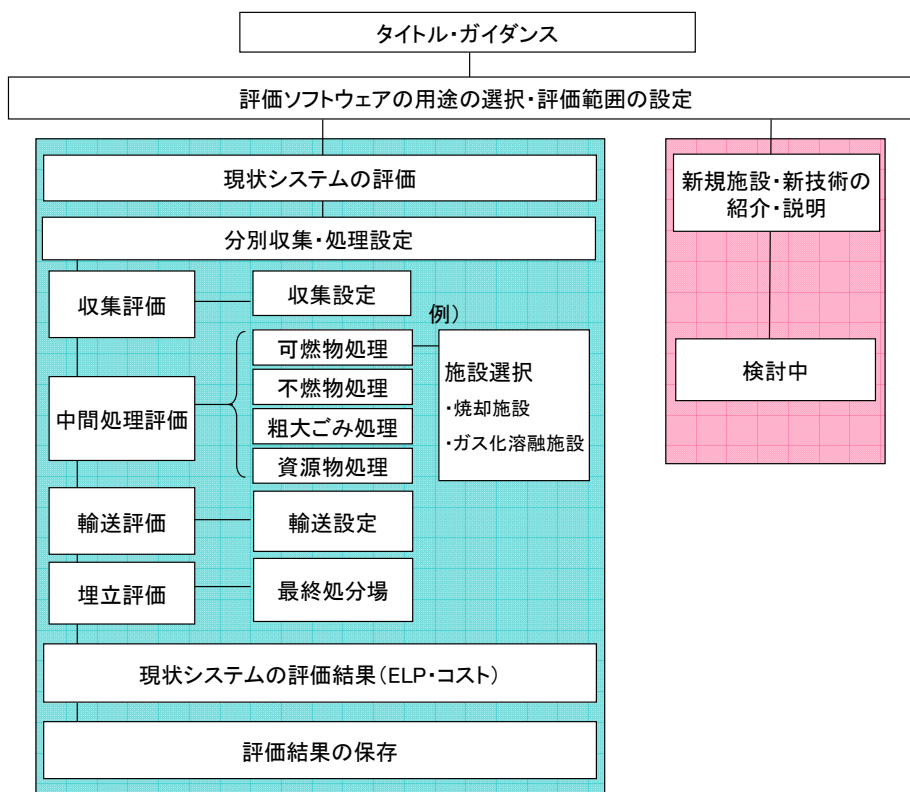 タイトル・ガイダンス
評価ソフトウェアの用途の選択・評価範囲の設定
現状システムの評価
分別収集・処理設定
収集評価
収集設定
中間処理評価
可燃物処理
不燃物処理
粗大ごみ処理
資源物処理
例）
施設選択
・焼却施設
・ガス化溶融施設
輸送評価
輸送設定
埋立評価
最終処分場
現状システムの評価結果（ELP・コスト）
評価結果の保存
新規施設・新技術の
紹介・説明
検討中